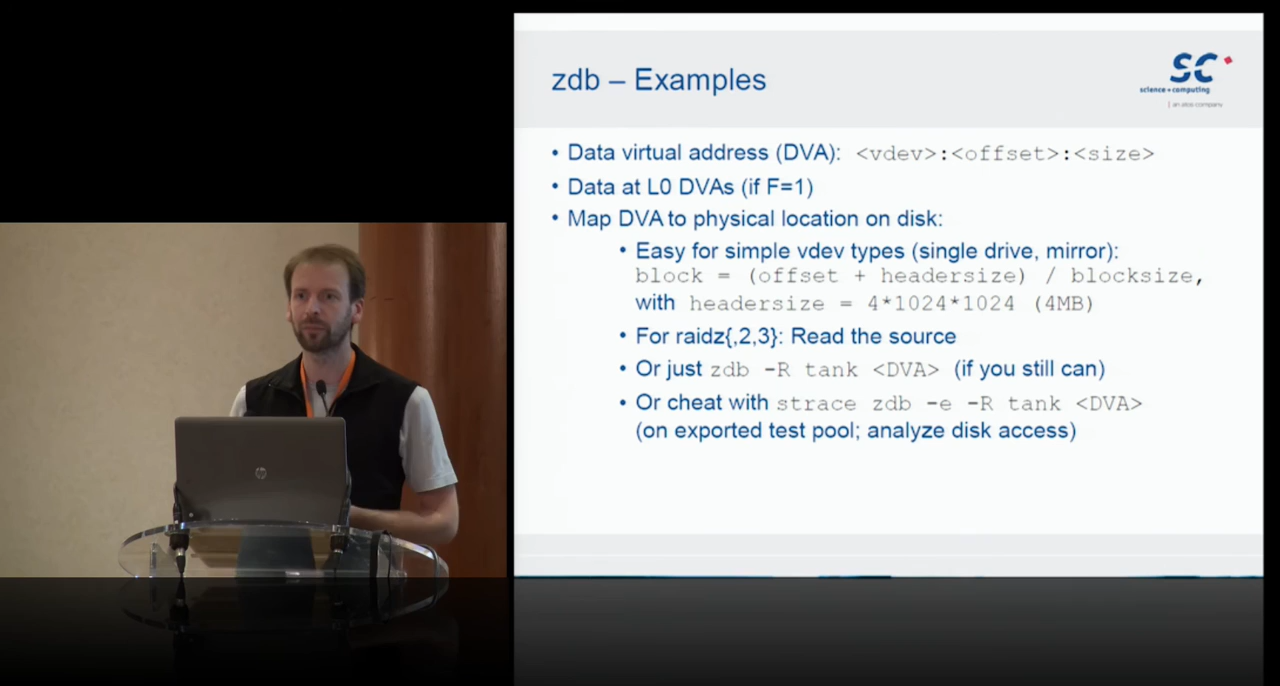 zdb – Examples
sc
science + computing
| an atos company
• Data virtual address (DVA): <vdev>:<offset>:<size>
• Data at L0 DVAs (if F=1)
• Map DVA to physical location on disk:
• Easy for simple vdev types (single drive, mirror):
block = (offset + headersize) / blocksize,
with headersize = 4*1024*1024 (4MB)
• For raidz{,2,3}: Read the source
• Or just zdb -R tank <DVA> (if you still can)
• Or cheat with strace zdb -e -R tank <DVA>
(on exported test pool; analyze disk access)
hp